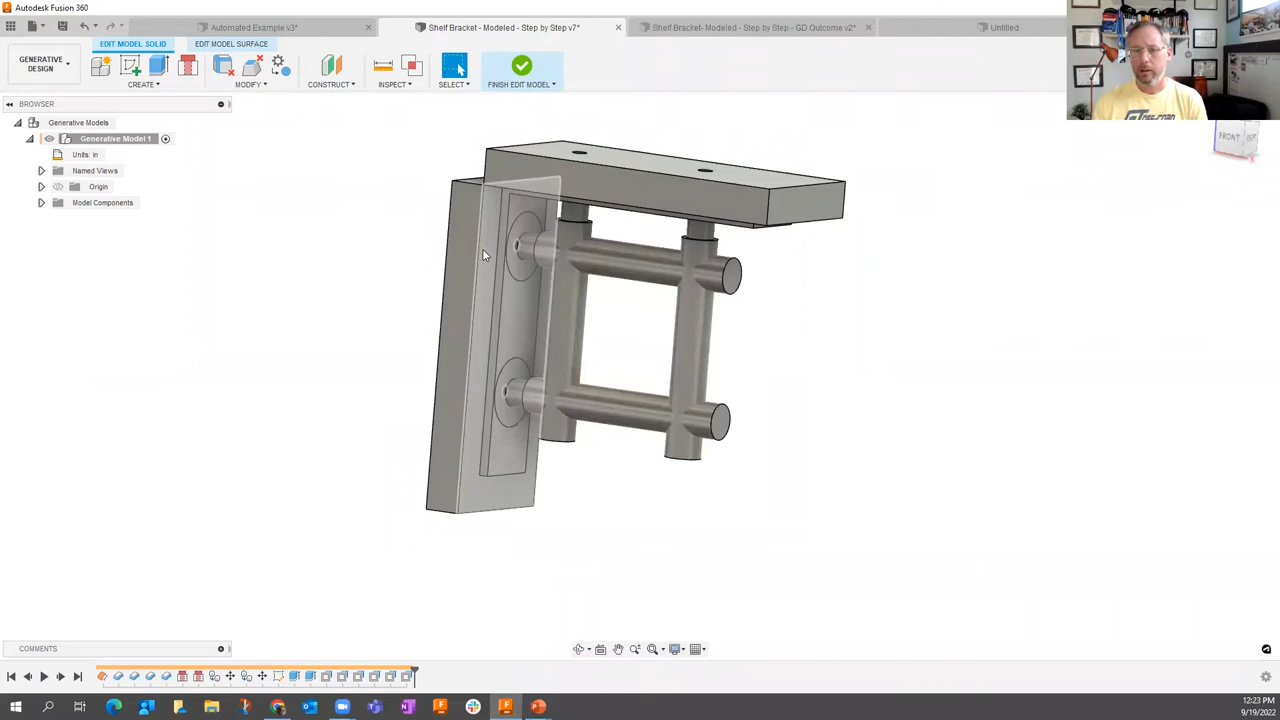 Autodesk Fusion 360
Automated Example v3*
Shelf Bracket - Modeled - Step by Step v7*
Shelf Bracket- Modeled - Step by Step - GD Outcome v2*
Untitled
EDIT MODEL SOLID
EDIT MODEL SURFACE
GENERATIVE
DESIGN
CREATE
MODIFY
CONSTRUCT
INSPECT
SELECT
FINISH EDIT MODEL
BROWSER
Generative Models
Generative Model 1
Units: in
Named Views
Origin
Model Components
FRONT
COMMENTS
12:23 PM
9/19/2022